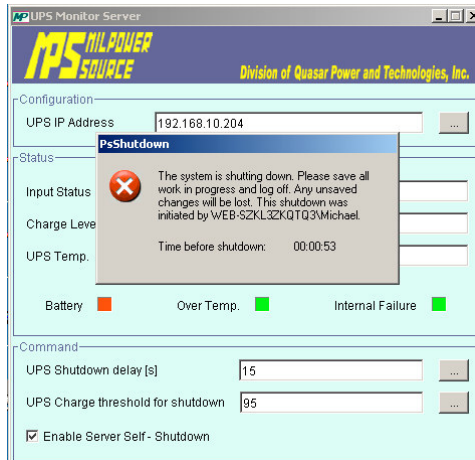 MP UPS Monitor Server
MPS MILPOWER SOURCE
Division of Quasar Power and Technologies, Inc.
Configuration
UPS IP Address 192.168.10.204 ...
PsShutdown
Status
The system is shutting down. Please save all
work in progress and log off. Any unsaved
changes will be lost. This shutdown was
initiated by WEB-SZKL3ZKQTQ3\Michael.
Time before shutdown: 00:00:53
Input Status
Charge Leve
UPS Temp.
Battery Over Temp. Internal Failure
Command
UPS Shutdown delay [s] 15 ...
UPS Charge threshold for shutdown 95 ...
Enable Server Self - Shutdown